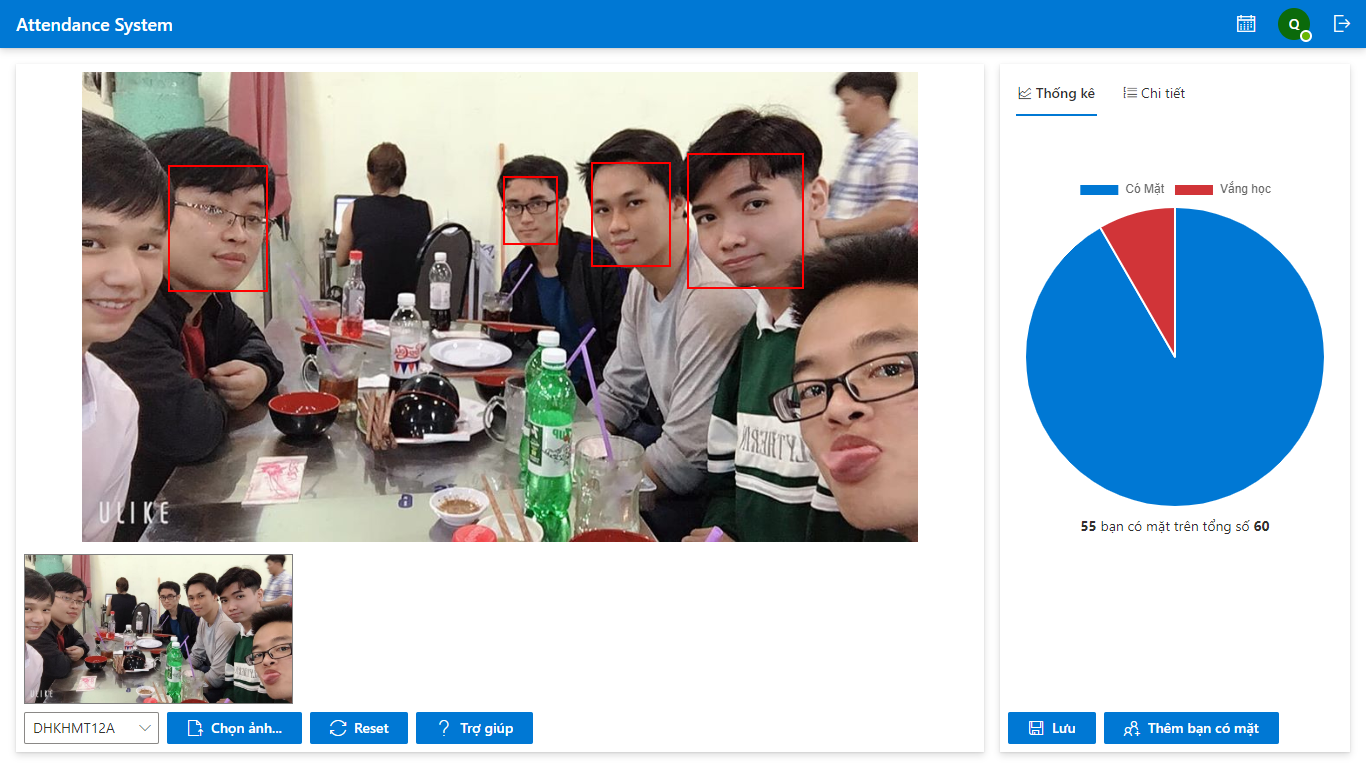 Attendance System
Q
Thống kê
Chi tiết
Có Mặt
Vắng học
ULIKE
55 bạn có mặt trên tổng số 60
ULIKE
DHKHMT12A
Chọn ảnh...
Reset
Trợ giúp
Lưu
Thêm bạn có mặt